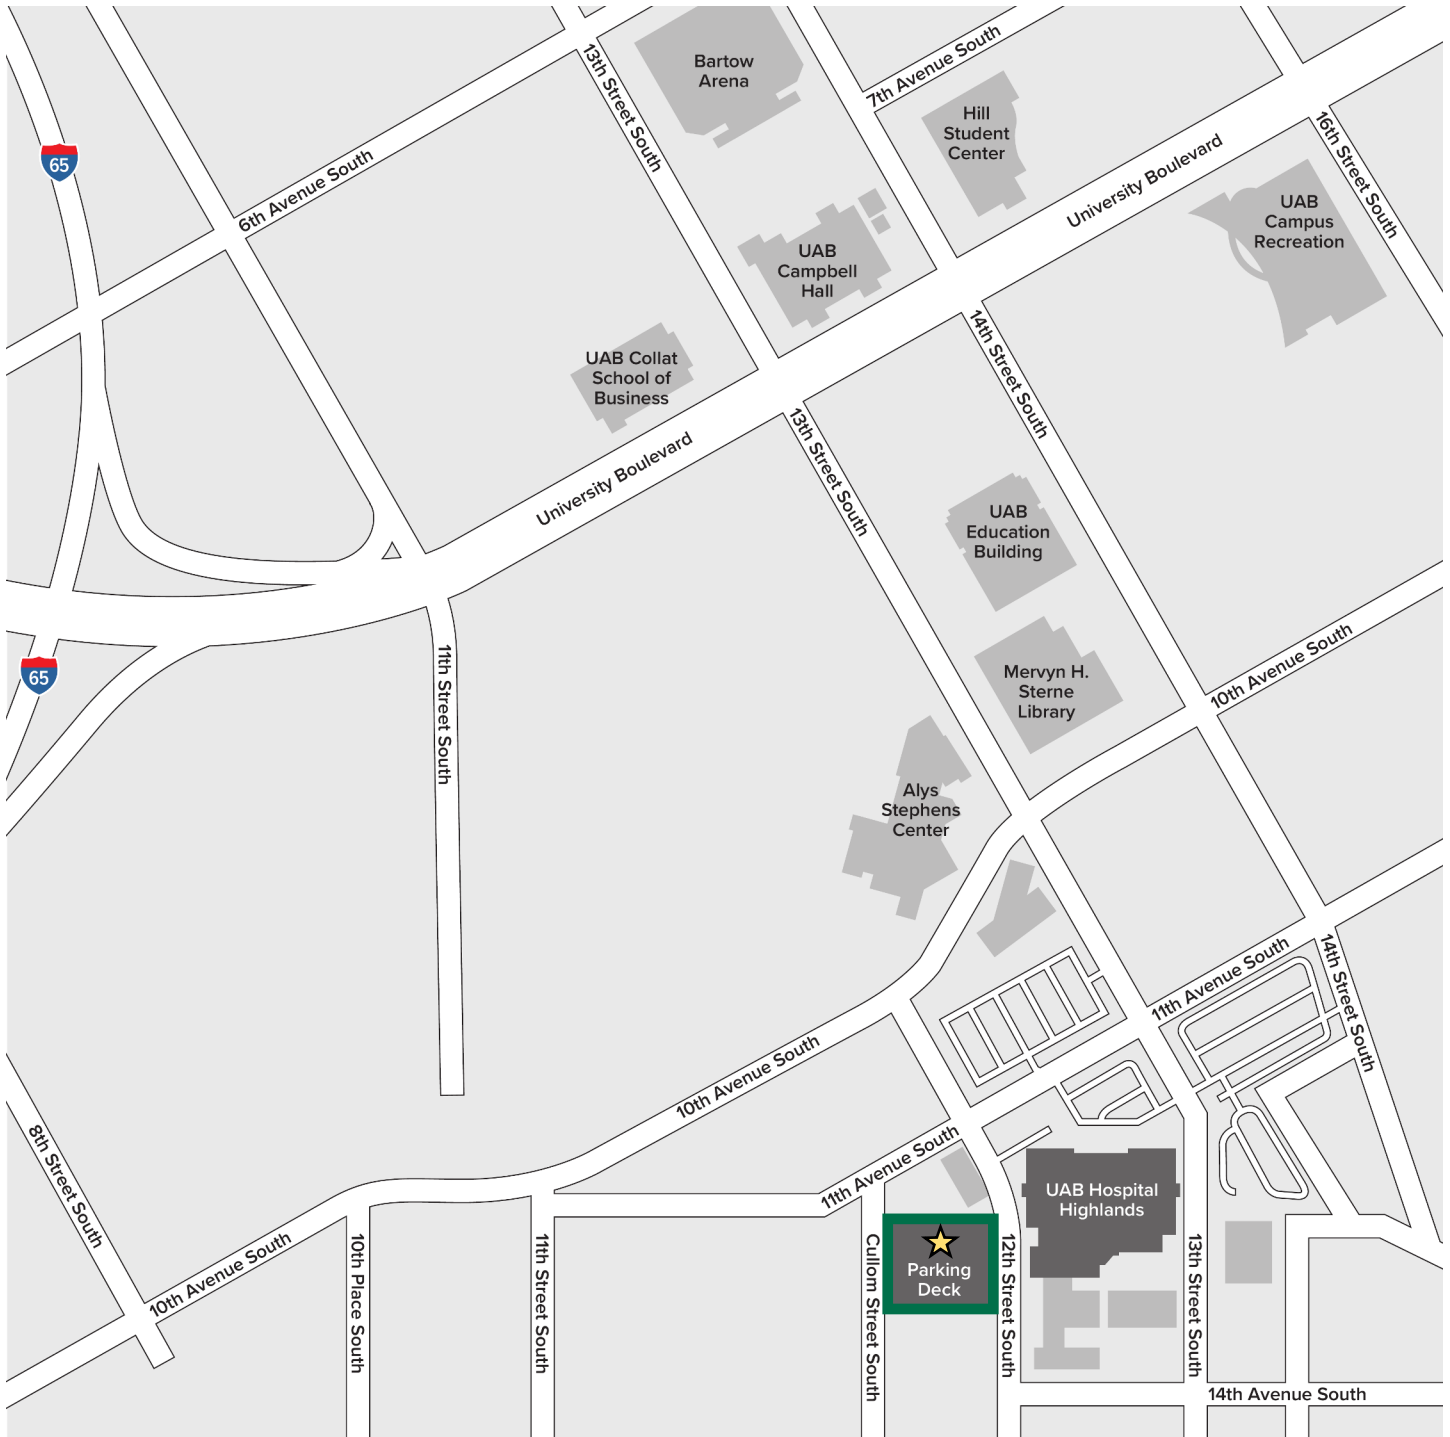 Bartow
Arena
7th Avenue South
13th Street South
Hill
Student
Center
65
University Boulevard
16th Street South
6th Avenue South
UAB
Campus
Recreation
UAB
Campbell
Hall
UAB Collat
School of
Business
14th Street South
University Boulevard
13th Street South
UAB
Education
Building
65
11th Street South
Mervyn H.
Sterne
Library
10th Avenue South
Alys
Stephens
Center
11th Avenue South
14th Street South
10th Avenue South
8th Street South
11th Avenue South
UAB Hospital
Highlands
10th Avenue South
10th Place South
11th Street South
Cullom Street South
Parking
Deck
12th Street South
13th Street South
14th Avenue South